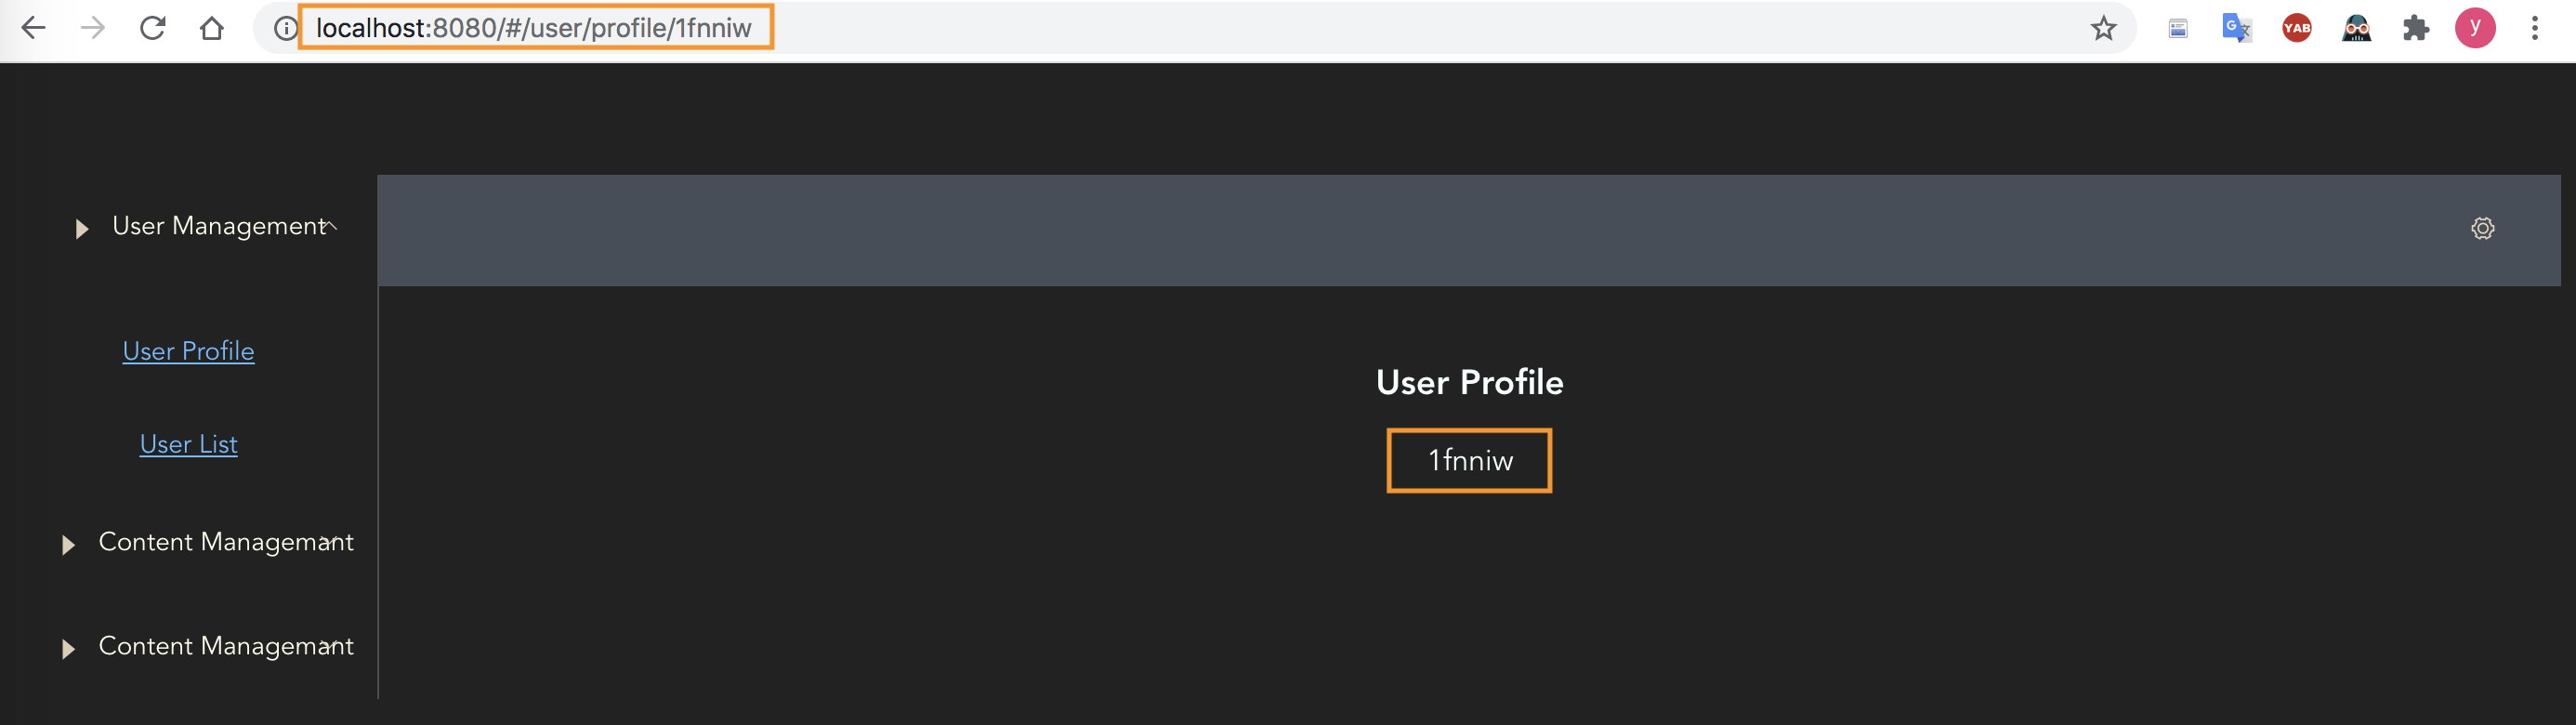 localhost:8080/#/user/profile/1fnniw
G
YAB
y
User Management
User Profile
User List
Content Managemant
Content Managemant
User Profile
1fnniw